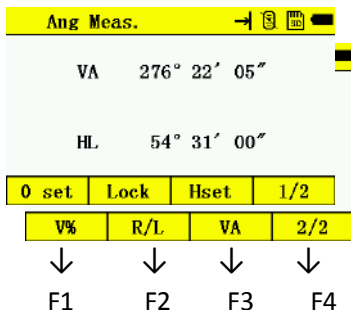 Ang Meas.
VA 276° 22′ 05″
HL 54° 31′ 00″
0 set Lock Hset 1/2
V% R/L VA 2/2
F1 F2 F3 F4